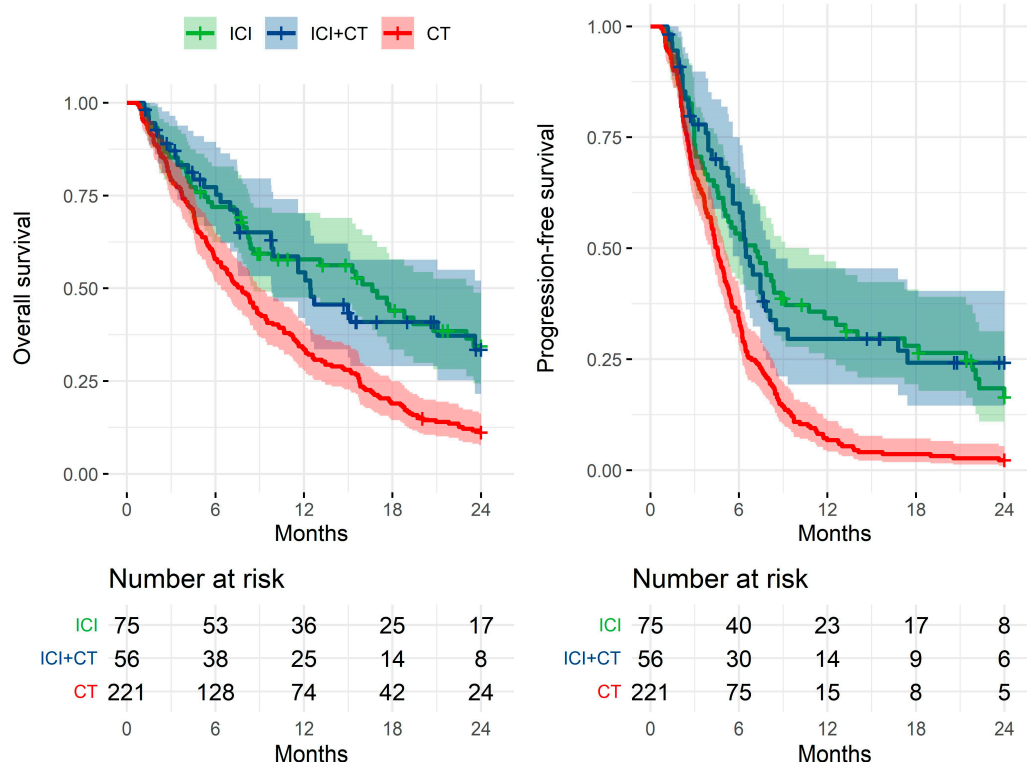 ICI ICI+CT CT
Overall survival
1.00
0.75
0.50
0.25
0.00
0 6 12 18 24
Months
Number at risk
ICI 75 53 36 25 17
ICI+CT 56 38 25 14 8
CT 221 128 74 42 24
0 6 12 18 24
Months
Progression-free survival
1.00
0.75
0.50
0.25
0.00
0 6 12 18 24
Months
Number at risk
ICI 75 40 23 17 8
ICI+CT 56 30 14 9 6
CT 221 75 15 8 5
0 6 12 18 24
Months